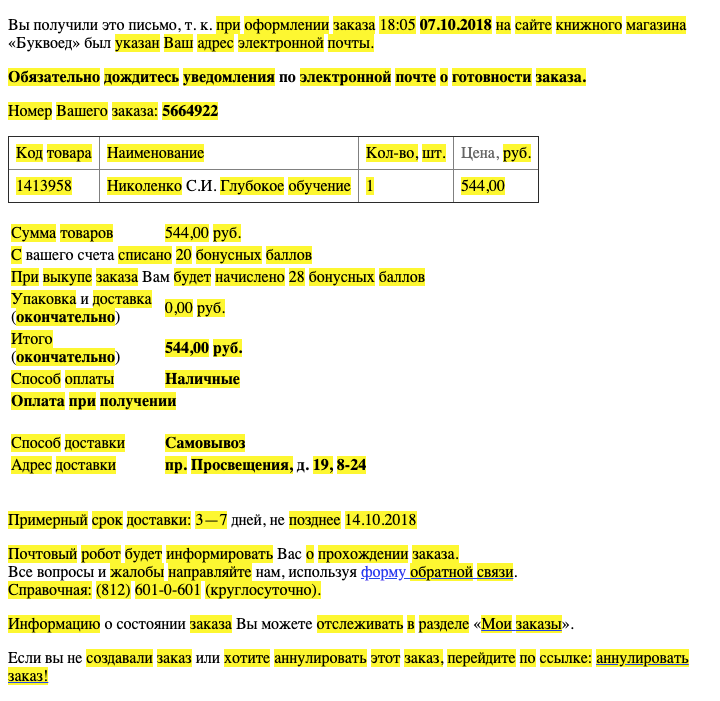 Вы получили это письмо, т. к. при оформлении заказа 18:05 07.10.2018 на сайте книжного магазина
«Буквоед» был указан Ваш адрес электронной почты.
Обязательно дождитесь уведомления по электронной почте о готовности заказа.
Номер Вашего заказа: 5664922
Код товара Наименование Кол-во, шт. Цена, руб.
1413958 Николенко С.И. Глубокое обучение 1 544,00
Сумма товаров 544,00 руб.
С вашего счета списано 20 бонусных баллов
При выкупе заказа Вам будет начислено 28 бонусных баллов
Упаковка и доставка
(окончательно) 0,00 руб.
Итого
(окончательно) 544,00 руб.
Способ оплаты Наличные
Оплата при получении
Способ доставки Самовывоз
Адрес доставки пр. Просвещения, д. 19, 8-24
Примерный срок доставки: 3—7 дней, не позднее 14.10.2018
Почтовый робот будет информировать Вас о прохождении заказа.
Все вопросы и жалобы направляйте нам, используя форму обратной связи.
Справочная: (812) 601-0-601 (круглосуточно).
Информацию о состоянии заказа Вы можете отслеживать в разделе «Мои заказы».
Если вы не создавали заказ или хотите аннулировать этот заказ, перейдите по ссылке: аннулировать
заказ!